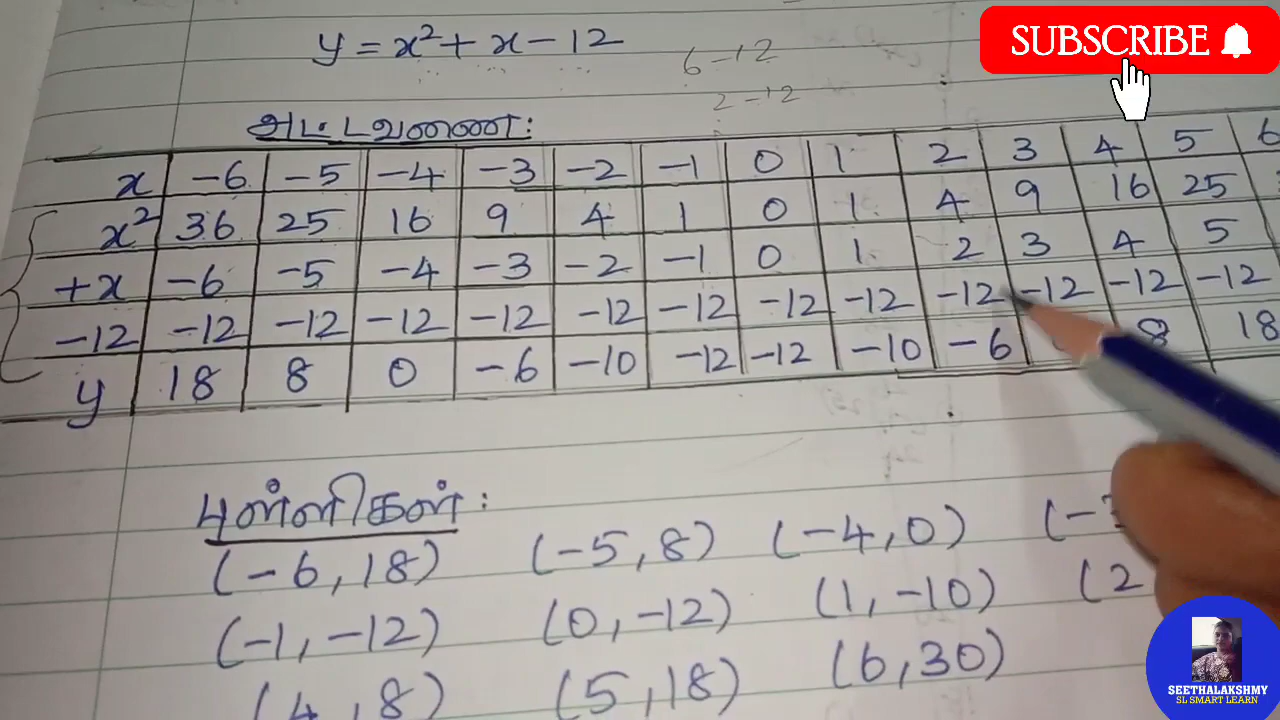 y = x² + x - 12
SUBSCRIBE
6 -12
2 -12
அட்டவணை:
x -6 -5 -4 -3 -2 -1 0 1 2 3 4 5 6
x² 36 25 16 9 4 1 0 1 4 9 16 25
+x -6 -5 -4 -3 -2 -1 0 1 2 3 4 5
-12 -12 -12 -12 -12 -12 -12 -12 -12 -12 -12 -12 -12
y 18 8 0 -6 -10 -12 -12 -10 -6 8 18
புள்ளிகள்:
(-6, 18) (-5, 8) (-4, 0) (-
(-1, -12) (0, -12) (1, -10) (2
(4, 8) (5, 18) (6, 30)
SEETHALAKSHMY
SL SMART LEARN